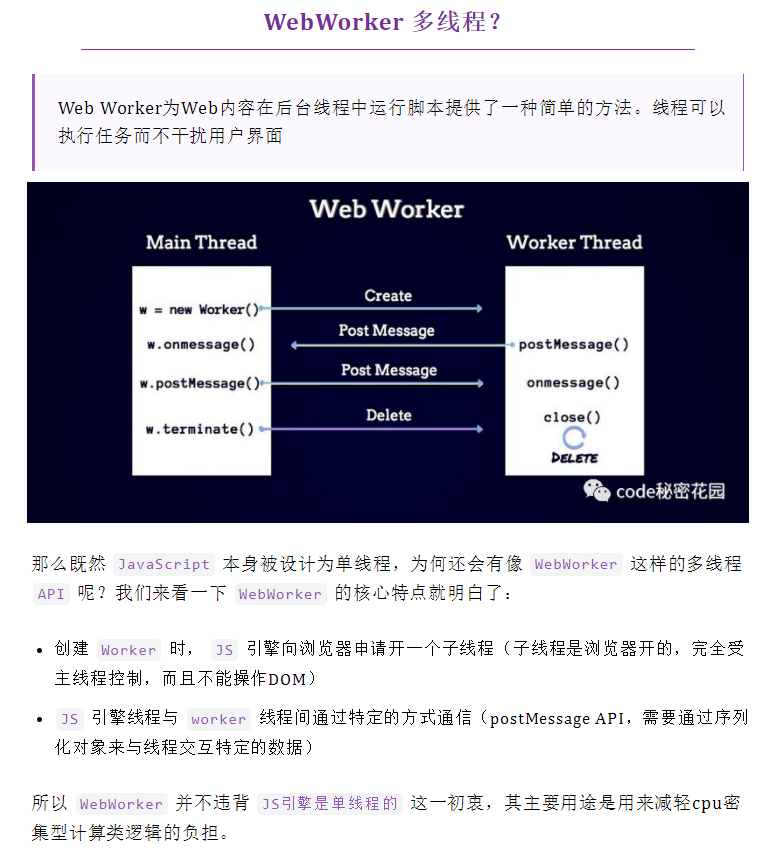 WebWorker 多线程？
Web Worker为Web内容在后台线程中运行脚本提供了一种简单的方法。线程可以
执行任务而不干扰用户界面
Web Worker
Main Thread
Worker Thread
w = new Worker()
Create
w.onmessage()
Post Message
postMessage()
w.postMessage()
Post Message
onmessage()
w.terminate()
Delete
close()
DELETE
code秘密花园
那么既然 JavaScript 本身被设计为单线程，为何还会有像 WebWorker 这样的多线程
API 呢？我们来看一下 WebWorker 的核心特点就明白了：
• 创建 Worker 时， JS 引擎向浏览器申请开一个子线程（子线程是浏览器开的，完全受
主线程控制，而且不能操作DOM）
• JS 引擎线程与 worker 线程间通过特定的方式通信（postMessage API，需要通过序列
化对象来与线程交互特定的数据）
所以 WebWorker 并不违背 JS引擎是单线程的 这一初衷，其主要用途是用来减轻cpu密
集型计算类逻辑的负担。